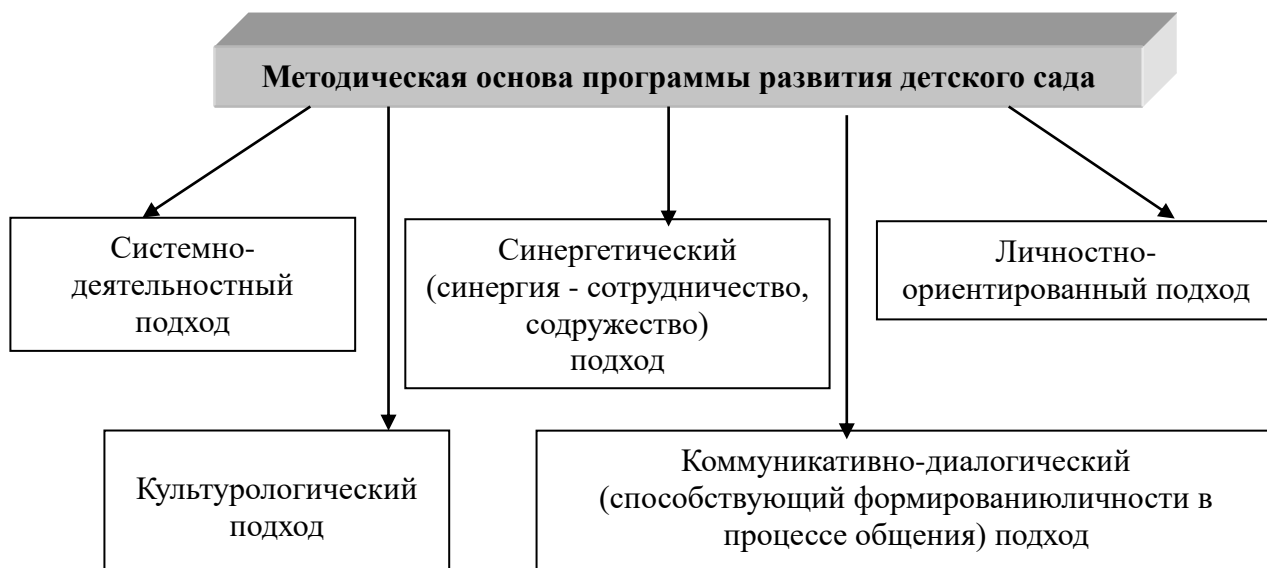 Методическая основа программы развития детского сада
Системно-
деятельностный
подход
Синергетический
(синергия - сотрудничество,
содружество)
подход
Личностно-
ориентированный подход
Культурологический
подход
Коммуникативно-диалогический
(способствующий формированиюличности в
процессе общения) подход